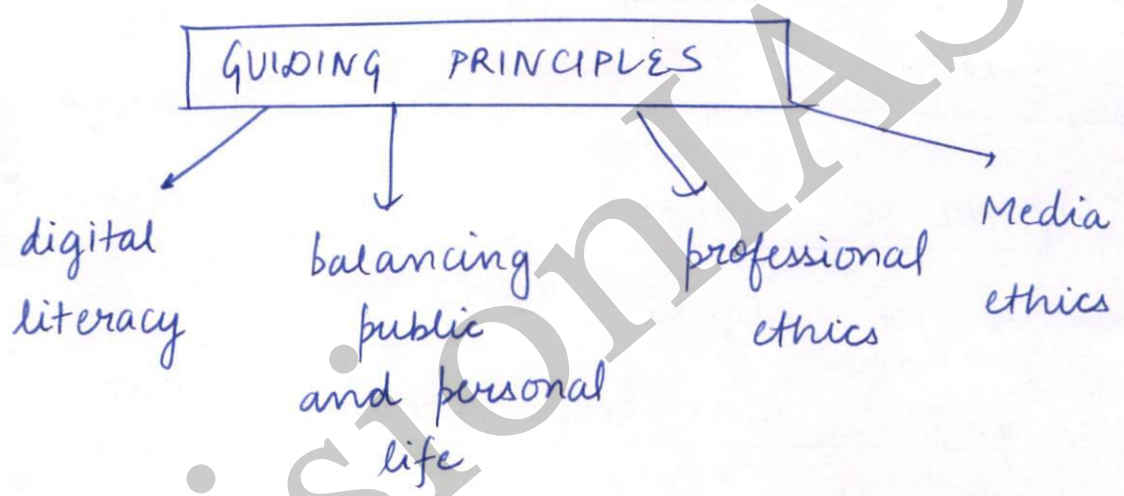 GUIDING PRINCIPLES
digital
literacy
balancing
public
and personal
life
professional
ethics
Media
ethics